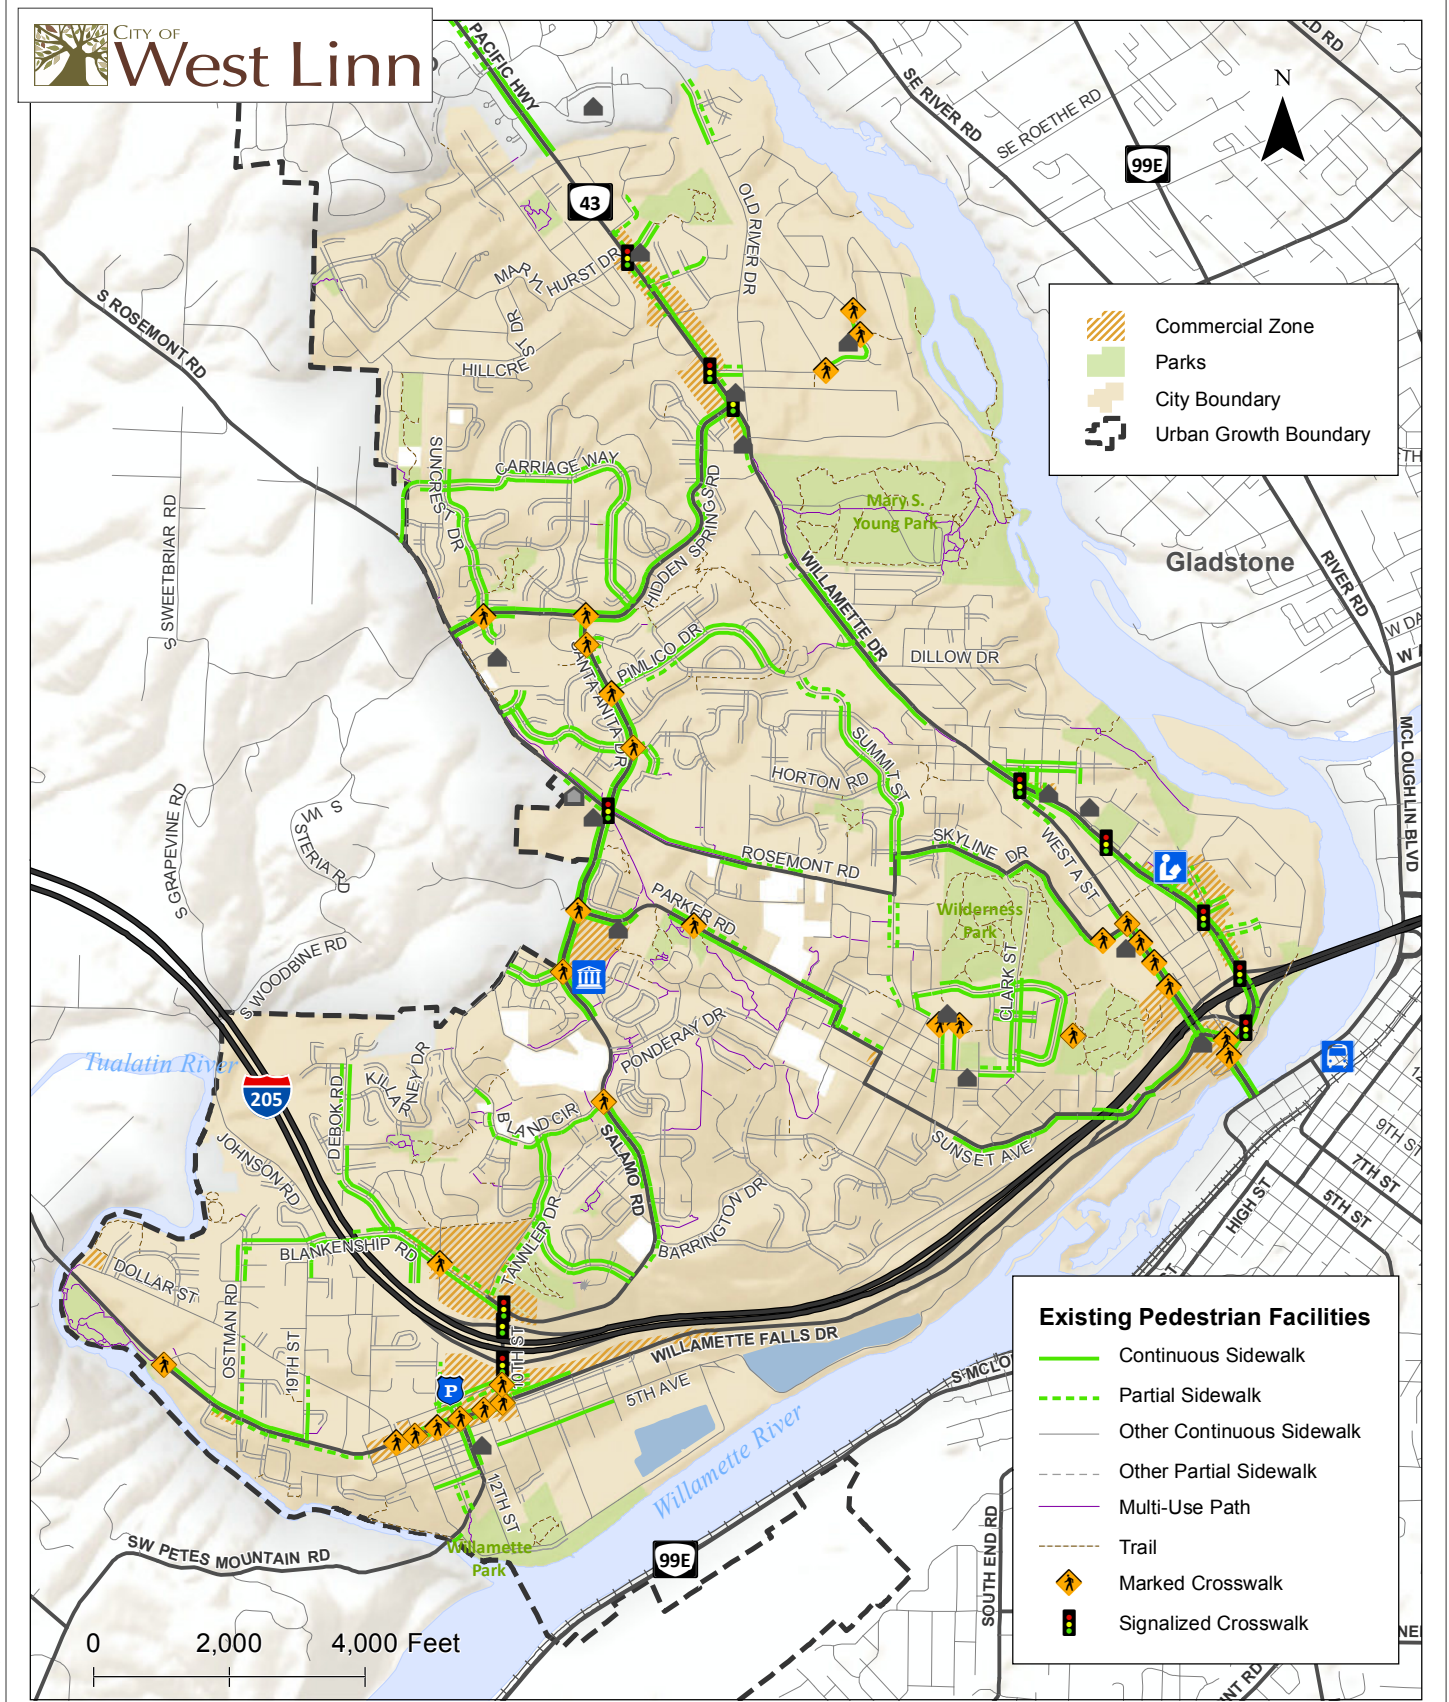 CITY OF
West Linn
PACIFIC HWY
43
SE RIVER RD
SE ROETHE RD
99E
N
OLD RIVER DR
MARYLHURST DR
HILLCREST DR
S ROSEMONT RD
Commercial Zone
Parks
City Boundary
Urban Growth Boundary
SUNCREST DR
CARRIAGE WAY
HIDDEN SPRINGS RD
Mary S.
Young Park
S SWEETBRIAR RD
Gladstone
RIVER RD
WILLAMETTE DR
DILLOW DR
PIMLICO DR
SANTA ANITA DR
W DA
W A
MCLOUGHLIN BLVD
SUMMIT ST
HORTON RD
S WISTERIA RD
S GRAPEVINE RD
ROSEMONT RD
SKYLINE DR
WEST A ST
PARKER RD
Wilderness
Park
CLARK ST
S WOODBINE RD
PONDERAY DR
Tualatin River
205
KILLARNEY DR
DEBOK RD
BLAND CIR
SALAMO RD
SUNSET AVE
JOHNSON RD
9TH ST
7TH ST
5TH ST
HIGH ST
TANNLER DR
BARRINGTON DR
BLANKENSHIP RD
DOLLAR ST
OSTMAN RD
19TH ST
10TH ST
WILLAMETTE FALLS DR
5TH AVE
P
12TH ST
Willamette River
S MCLO
Willamette
Park
SW PETES MOUNTAIN RD
99E
SOUTH END RD
Existing Pedestrian Facilities
Continuous Sidewalk
Partial Sidewalk
Other Continuous Sidewalk
Other Partial Sidewalk
Multi-Use Path
Trail
Marked Crosswalk
Signalized Crosswalk
0 2,000 4,000 Feet